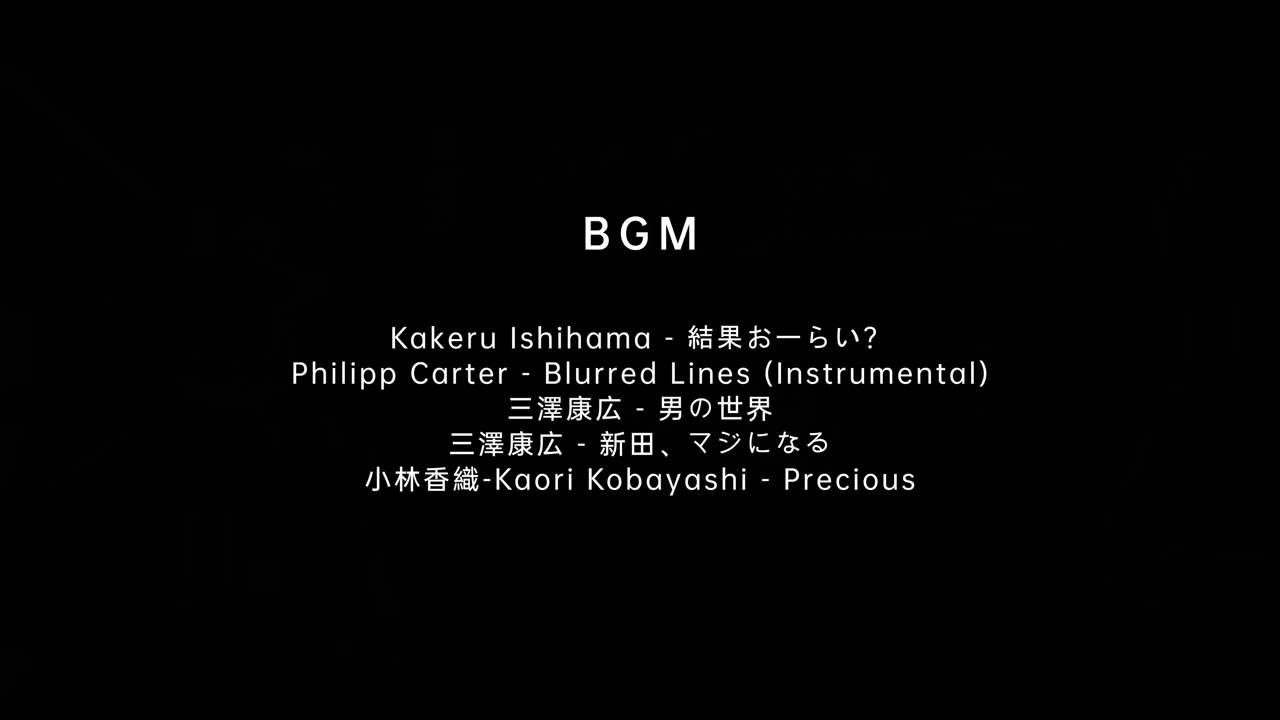 BGM
Kakeru Ishihama - 結果おーらい?
Philipp Carter - Blurred Lines (Instrumental)
三澤康広 - 男の世界
三澤康広 - 新田、マジになる
小林香織-Kaori Kobayashi - Precious